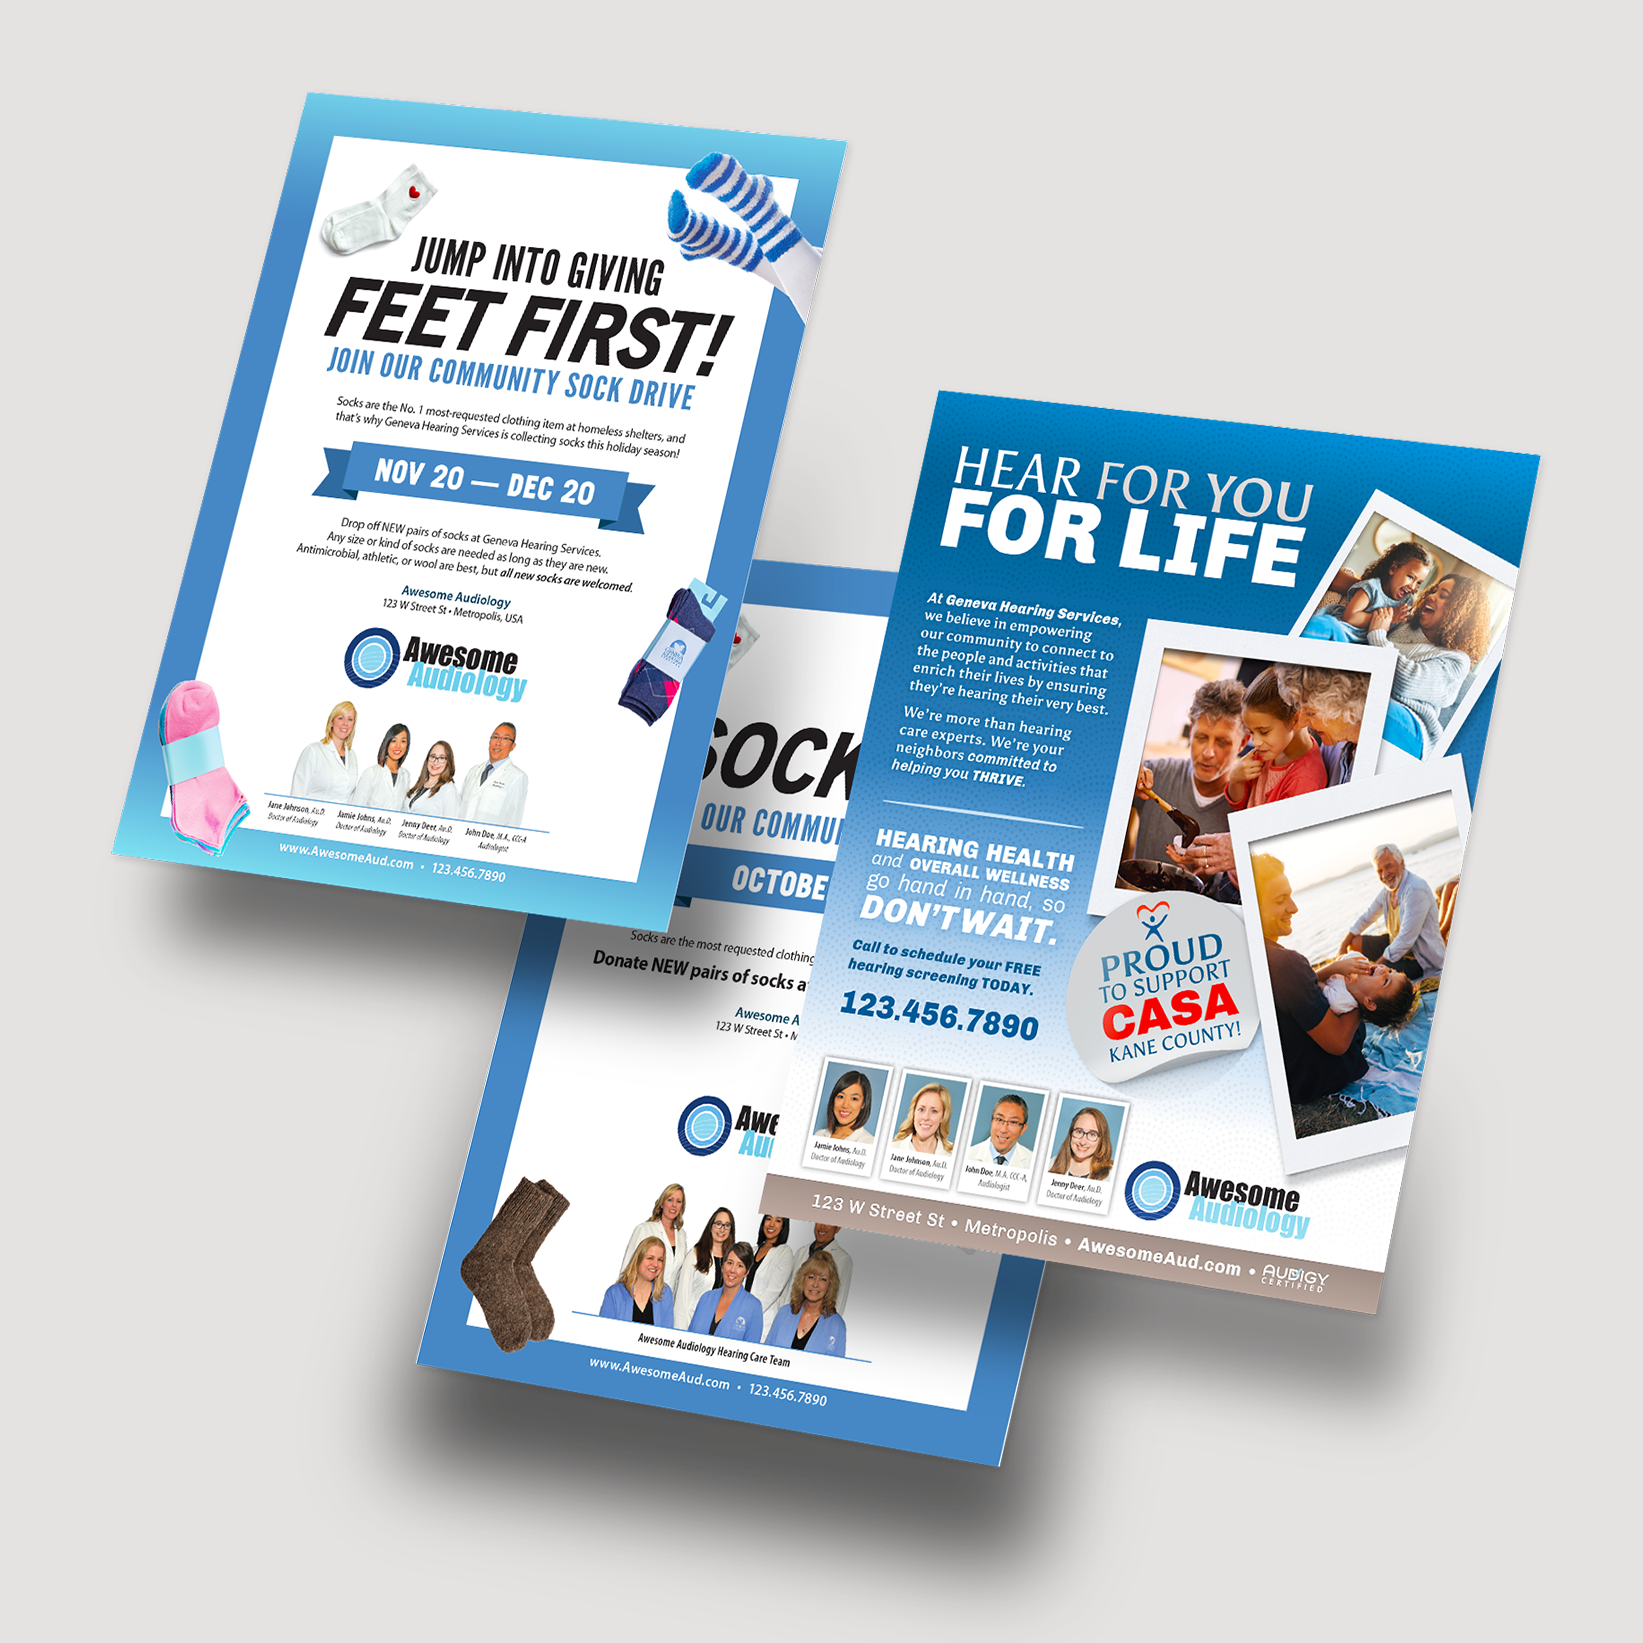 JUMP INTO GIVING
FEET FIRST!
JOIN OUR COMMUNITY SOCK DRIVE
Socks are the No. 1 most-requested clothing item at homeless shelters, and
that's why Geneva Hearing Services is collecting socks this holiday season!
NOV 20 — DEC 20
Drop off NEW pairs of socks at Geneva Hearing Services.
Any size or kind of socks are needed as long as they are new.
Antimicrobial, athletic, or wool are best, but all new socks are welcomed.
Awesome Audiology
123 W Street St • Metropolis, USA
Awesome
Audiology
Jane Johnson, Au.D.
Doctor of Audiology
Jamie Johns, Au.D.
Doctor of Audiology
Jenny Deer, Au.D.
Doctor of Audiology
John Doe, M.A., CCC-A
Audiologist
www.AwesomeAud.com • 123.456.7890
SOCK
OUR COMMU
OCTOBE
Socks are the most requested clothing
Donate NEW pairs of socks a
Awesome A
123 W Street St •
Awe
Au
Awesome Audiology Hearing Care Team
www.AwesomeAud.com • 123.456.7890
HEAR FOR YOU
FOR LIFE
At Geneva Hearing Services,
we believe in empowering
our community to connect to
the people and activities that
enrich their lives by ensuring
they're hearing their very best.
We're more than hearing
care experts. We're your
neighbors committed to
helping you THRIVE.
HEARING HEALTH
and OVERALL WELLNESS
go hand in hand, so
DON'T WAIT.
Call to schedule your FREE
hearing screening TODAY.
123.456.7890
PROUD
TO SUPPORT
CASA
KANE COUNTY!
Jamie Johns, Au.D.
Doctor of Audiology
Jane Johnson, Au.D.
Doctor of Audiology
John Doe, M.A. CCC-A,
Audiologist
Jenny Deer, Au.D.
Doctor of Audiology
Awesome
Audiology
123 W Street St • Metropolis • AwesomeAud.com • AUDIGY
CERTIFIED